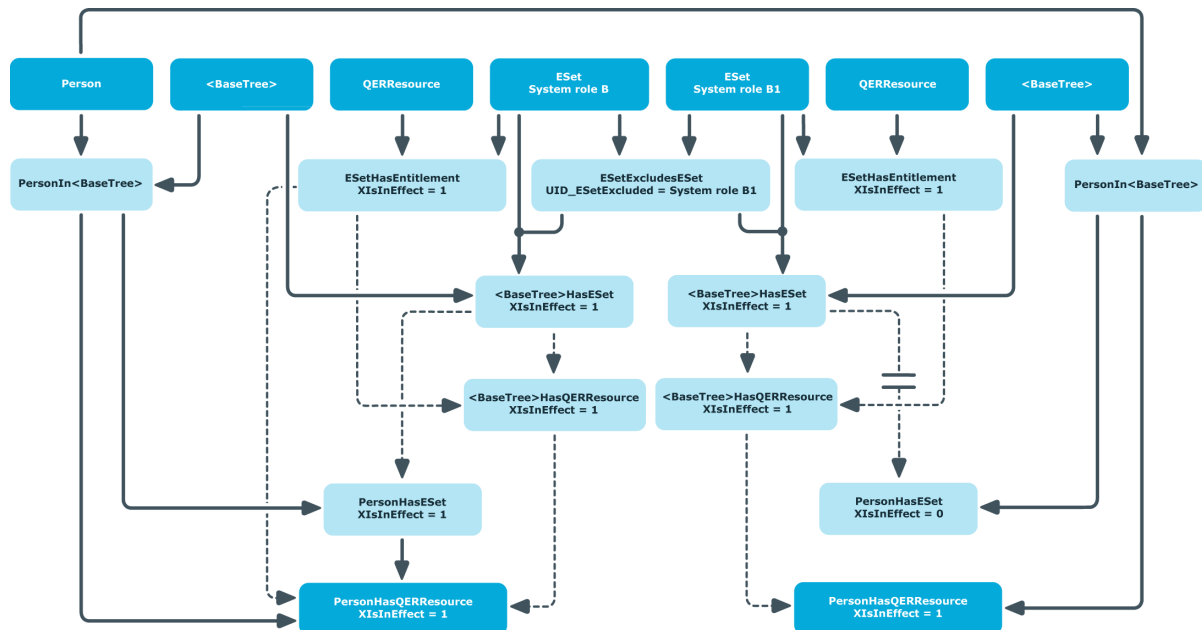 Person
<BaseTree>
QERResource
ESet
System role B
ESet
System role B1
QERResource
<BaseTree>
PersonIn<BaseTree>
ESetHasEntitlement
XIsInEffect = 1
ESetExcludesESet
UID_ESetExcluded = System role B1
ESetHasEntitlement
XIsInEffect = 1
PersonIn<BaseTree>
<BaseTree>HasESet
XIsInEffect = 1
<BaseTree>HasESet
XIsInEffect = 1
<BaseTree>HasQERResource
XIsInEffect = 1
<BaseTree>HasQERResource
XIsInEffect = 1
PersonHasESet
XIsInEffect = 1
PersonHasESet
XIsInEffect = 0
PersonHasQERResource
XIsInEffect = 1
PersonHasQERResource
XIsInEffect = 1